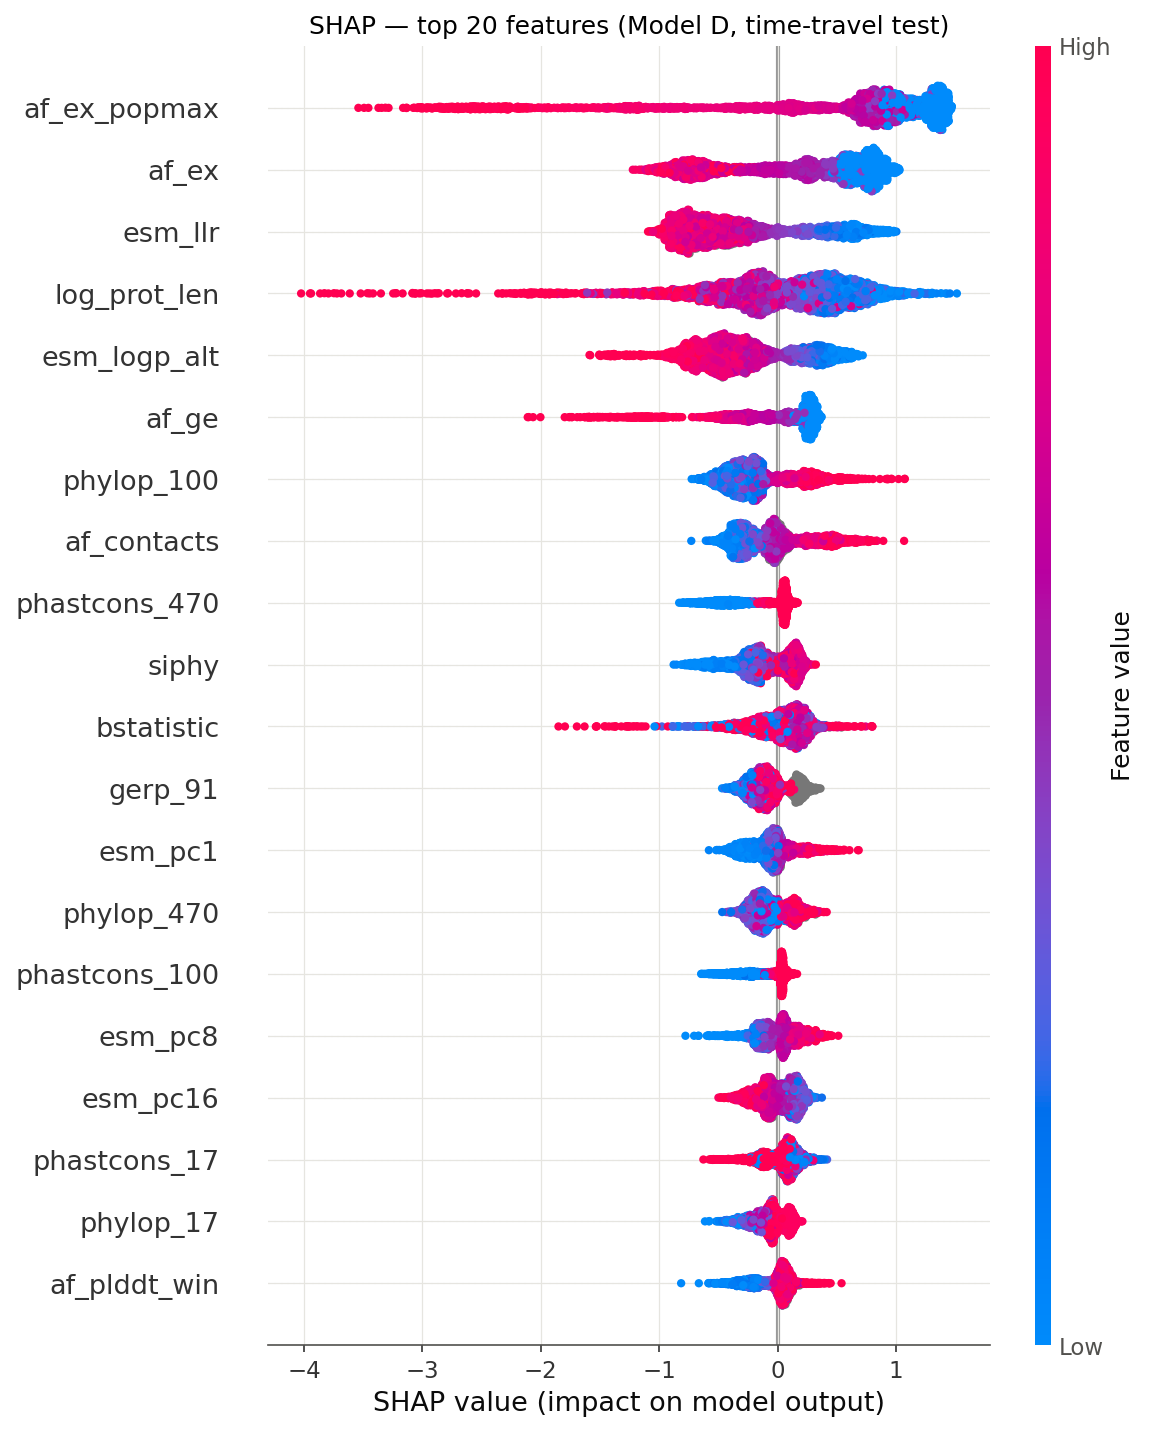 SHAP — top 20 features (Model D, time-travel test)
High
af_ex_popmax
af_ex
esm_llr
log_prot_len
esm_logp_alt
af_ge
phylop_100
af_contacts
phastcons_470
siphy
bstatistic
gerp_91
esm_pc1
phylop_470
phastcons_100
esm_pc8
esm_pc16
phastcons_17
phylop_17
af_plddt_win
Feature value
Low
−4 −3 −2 −1 0 1
SHAP value (impact on model output)